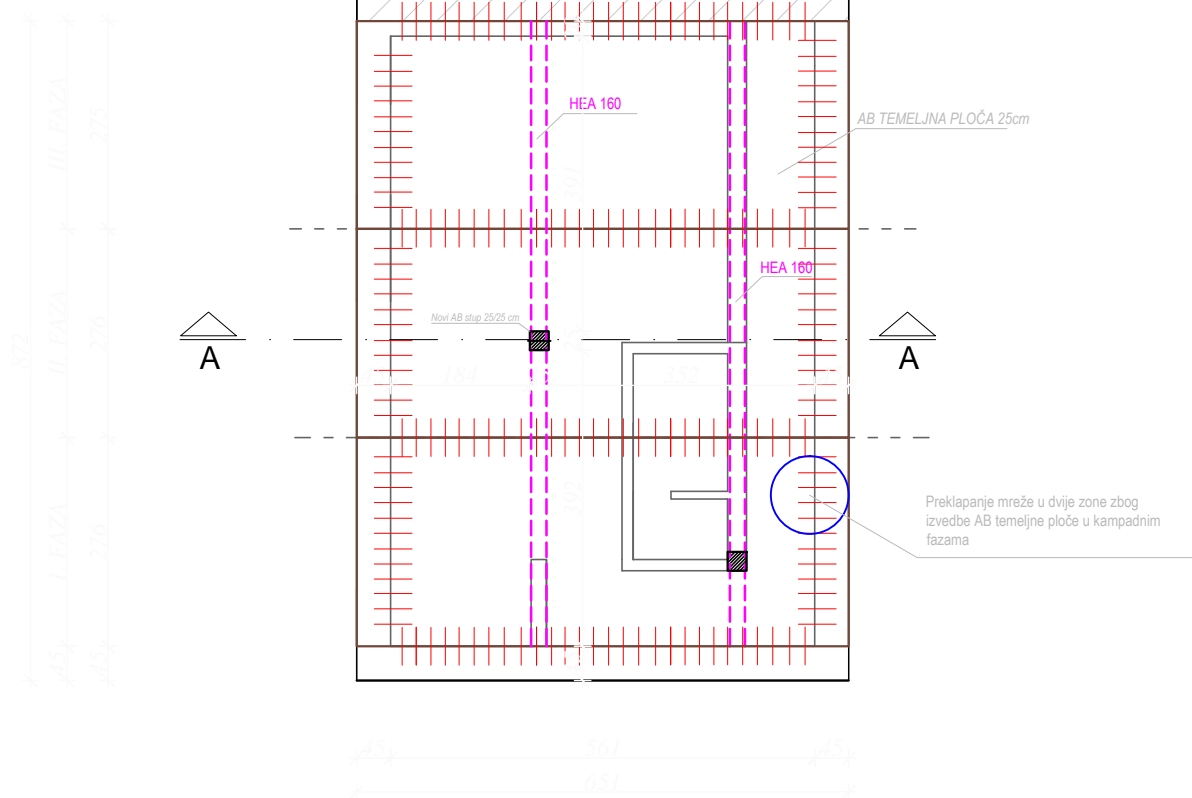 HEA 160
AB TEMELJNA PLOČA 25cm
HEA 160
Novi AB stup 25/25 cm
A
A
Preklapanje mreže u dvije zone zbog
izvedbe AB temeljne ploče u kampadnim
fazama
III FAZA
275
II FAZA
276
I FAZA
276
872
45
45
391
25
392
184
352
45
561
45
651